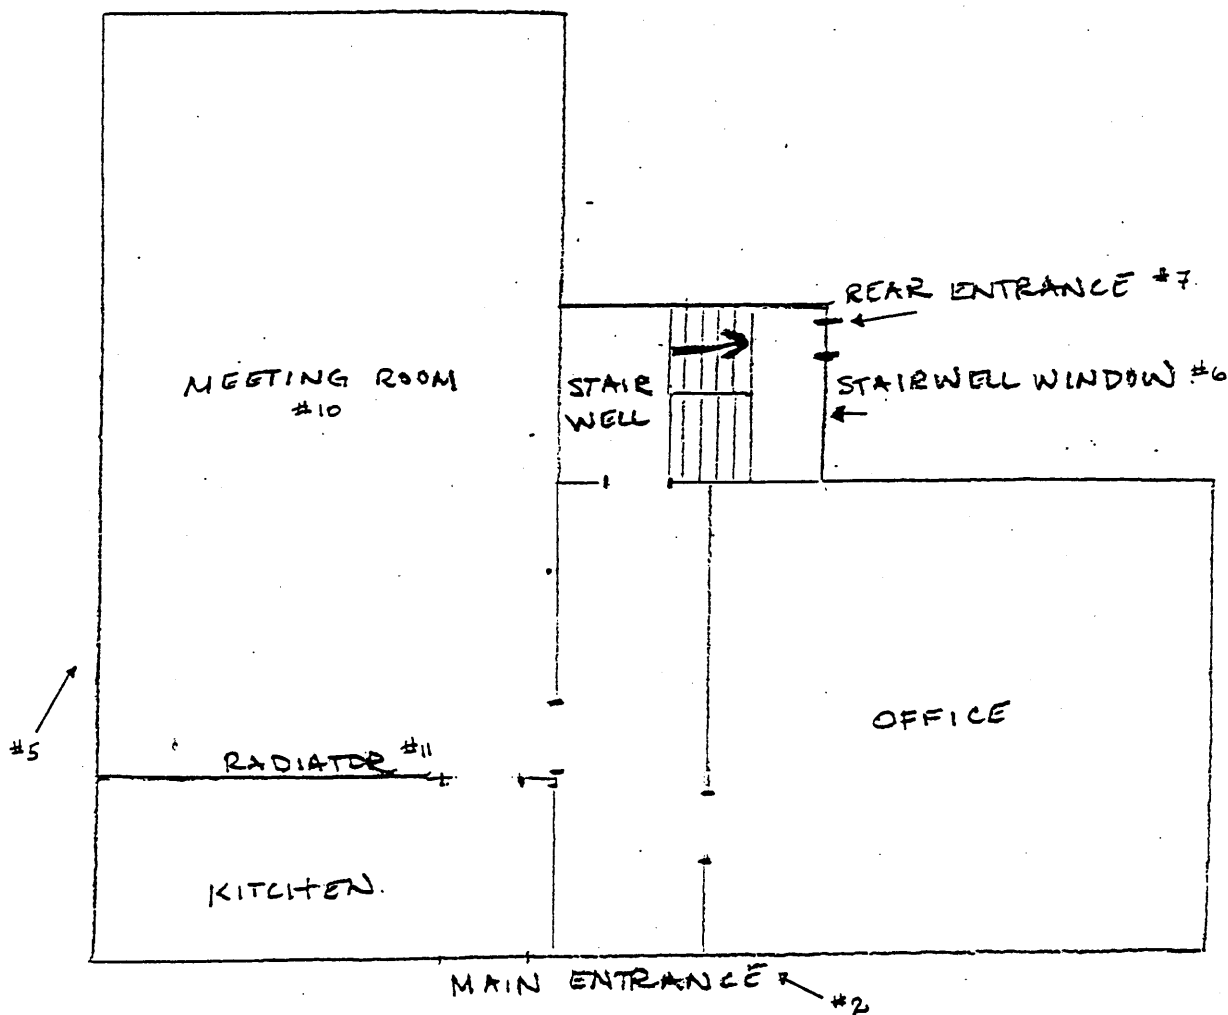 REAR ENTRANCE #7.
MEETING ROOM
#10
STAIR
WELL
STAIRWELL WINDOW #6
OFFICE
#5
RADIATOR #11
KITCHEN.
MAIN ENTRANCE
#2